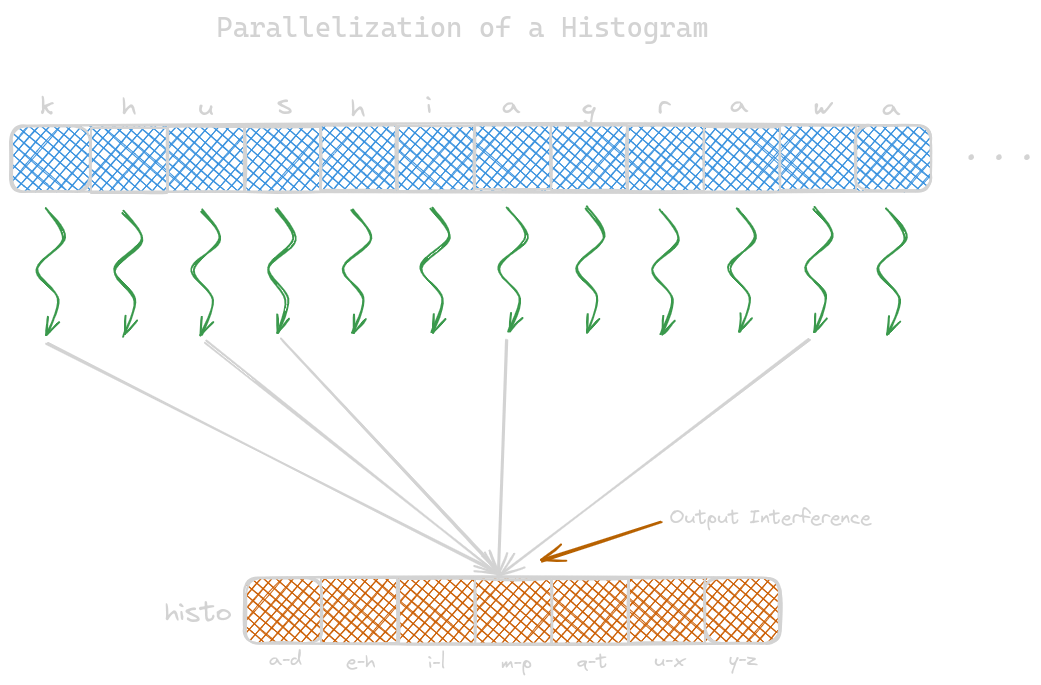 Parallelization of a Histogram
k h u s h i a g r a w a
. . .
Output Interference
histo
a-d e-h i-l m-p q-t u-x y-z